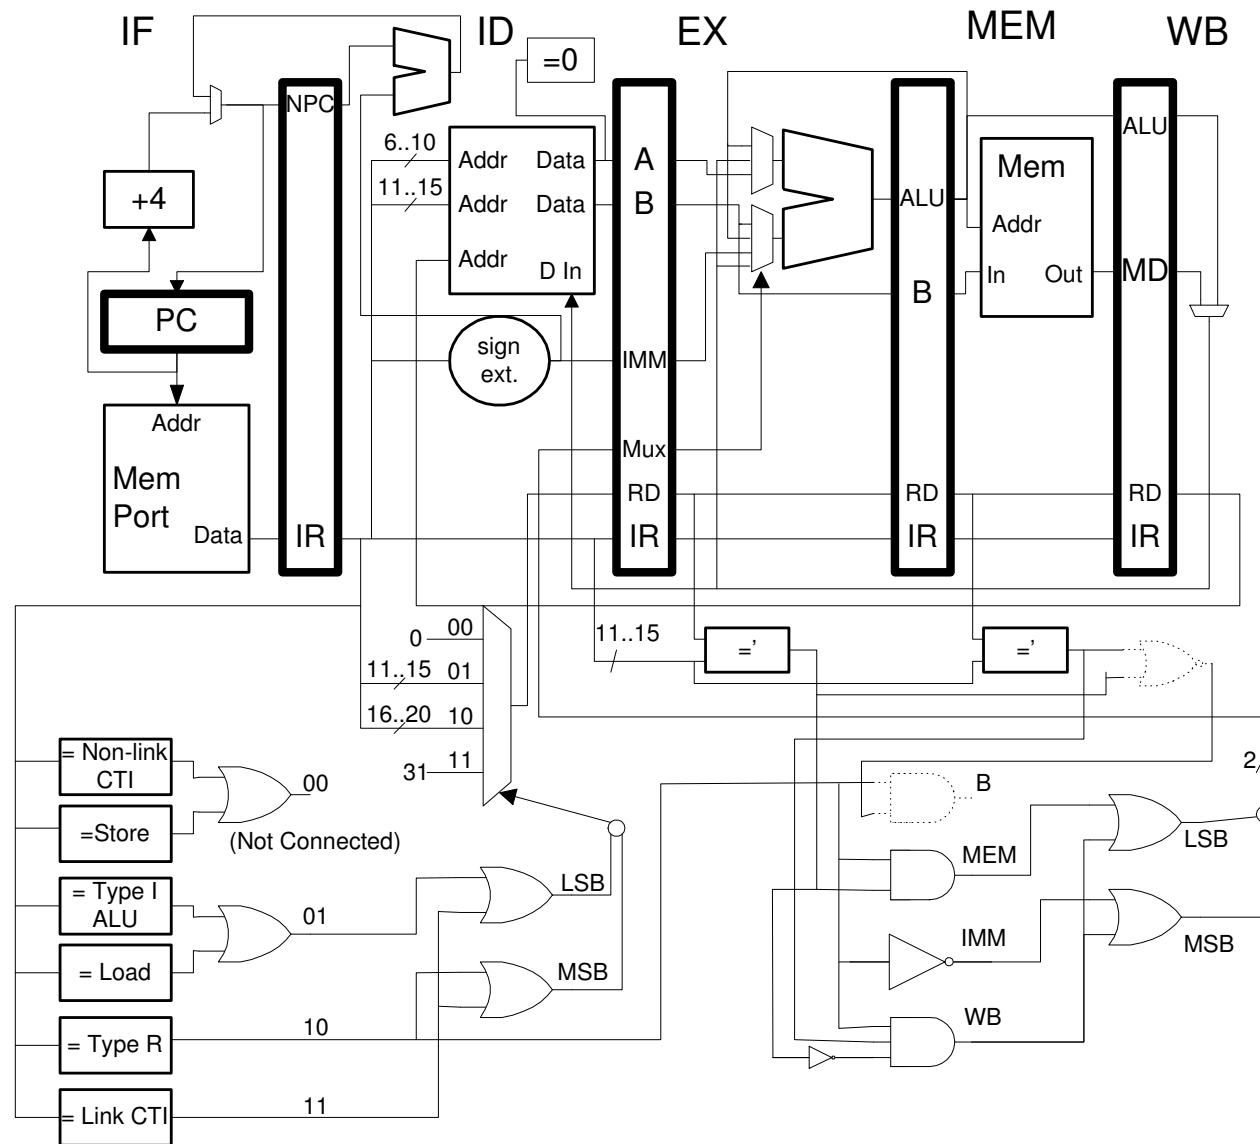 IF
ID
EX
MEM
WB
=0
NPC
6..10
Addr
Data
A
ALU
Mem
11..15
Addr
Data
B
ALU
+4
Addr
Addr
D In
In
Out
MD
B
PC
sign
ext.
IMM
Addr
Mem
Port
Data
Mux
RD
RD
RD
IR
IR
IR
IR
0
00
11..15
01
16..20
10
31
11
11..15
='
='
= Non-link
CTI
00
=Store
(Not Connected)
= Type I
ALU
01
= Load
LSB
MSB
= Type R
10
= Link CTI
11
B
MEM
IMM
WB
2
LSB
MSB